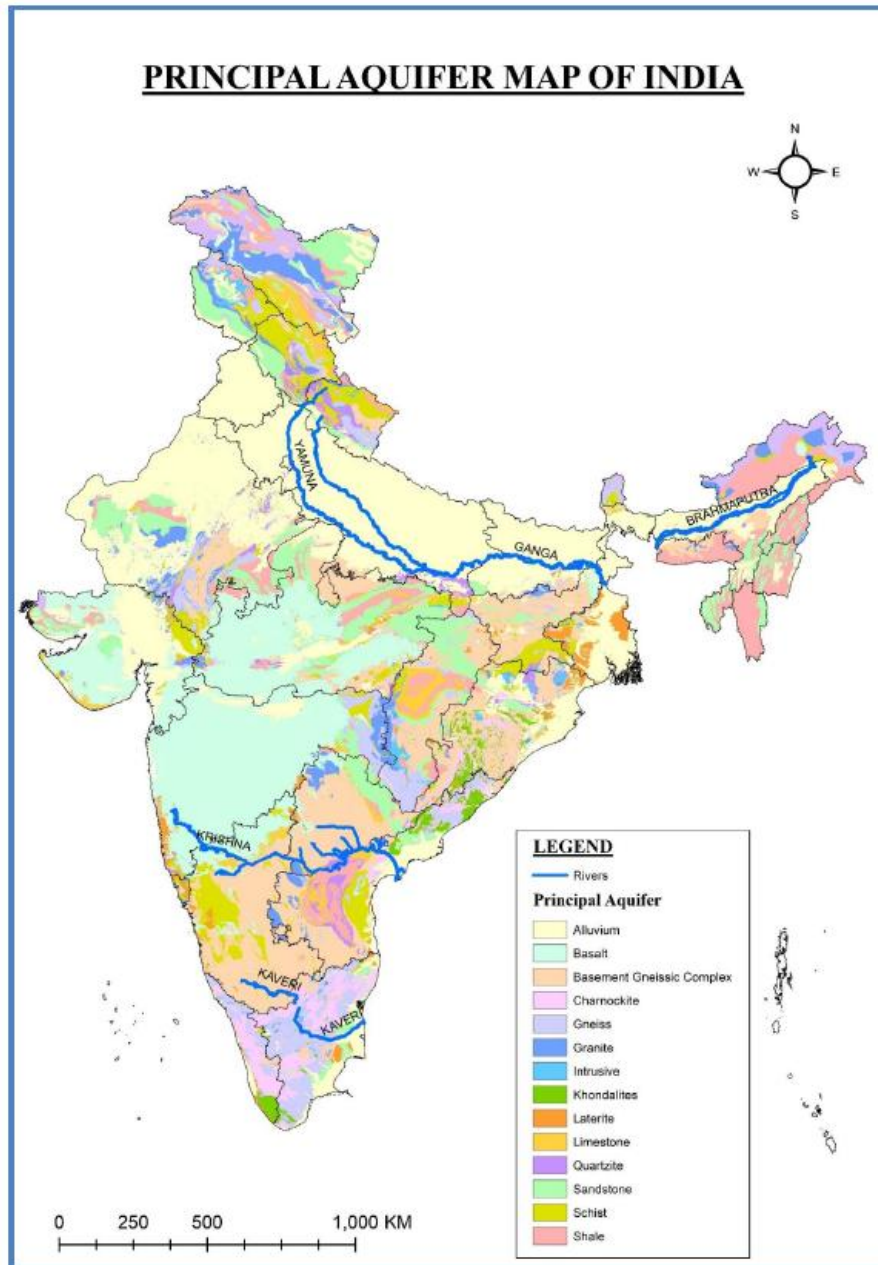 PRINCIPAL AQUIFER MAP OF INDIA
N
W E
S
YAMUNA
GANGA
BRAHMAPUTRA
KRISHNA
KAVERI
KAVERI
LEGEND
Rivers
Principal Aquifer
Alluvium
Basalt
Basement Gneissic Complex
Charnockite
Gneiss
Granite
Intrusive
Khondalites
Laterite
Limestone
Quartzite
Sandstone
Schist
Shale
0 250 500 1,000 KM